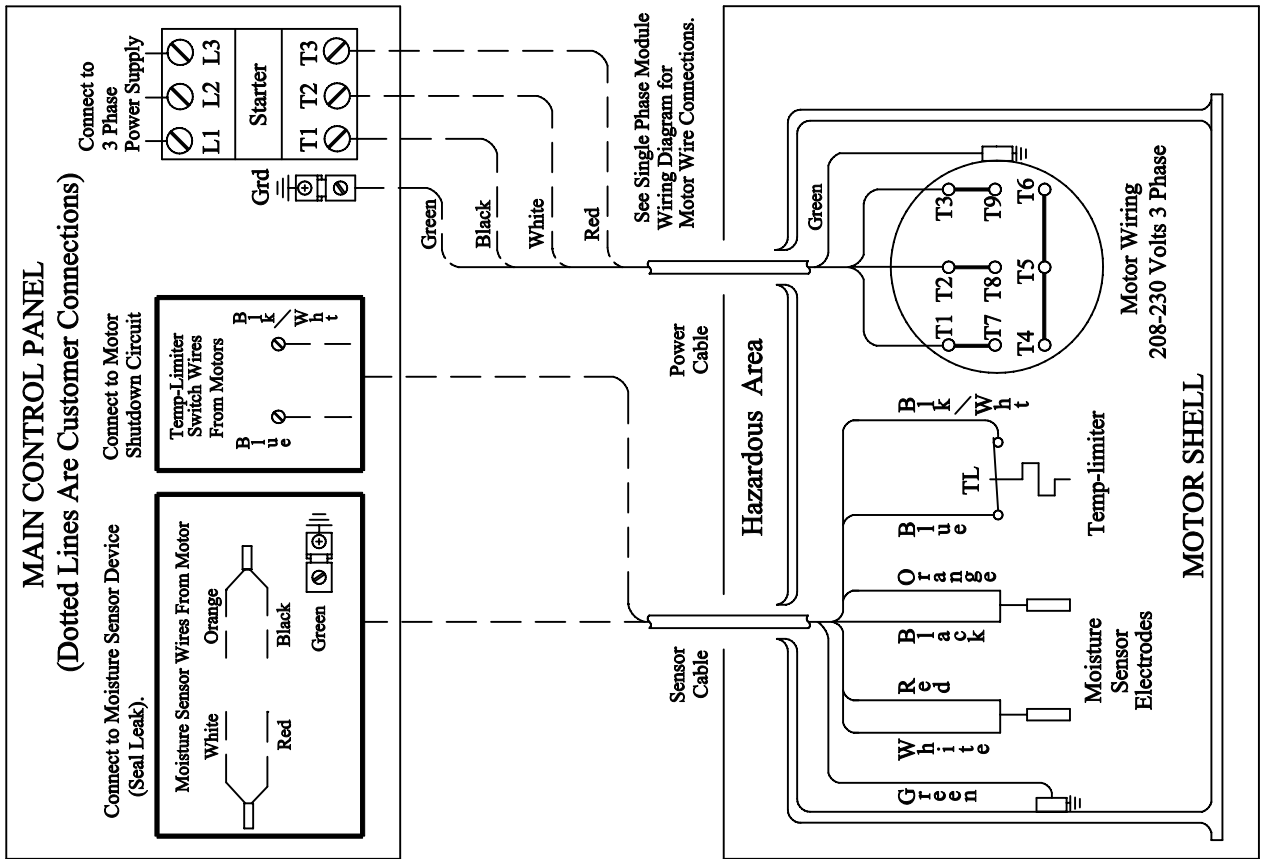 MAIN CONTROL PANEL
(Dotted Lines Are Customer Connections)
Connect to Moisture Sensor Device
(Seal Leak).
Moisture Sensor Wires From Motor
White
Orange
Red
Black
Green
Connect to Motor
Shutdown Circuit
Temp-Limiter
Switch Wires
From Motors
Blue
Blk/Wht
Connect to
3 Phase
Power Supply
L1
L2
L3
Starter
T1
T2
T3
Grd
Green
Black
White
Red
See Single Phase Module
Wiring Diagram for
Motor Wire Connections.
Sensor
Cable
Power
Cable
Hazardous Area
Green
White
Red
Black
Orange
Blue
Blk/Wht
TL
Green
T1
T2
T3
T7
T8
T9
T4
T5
T6
Moisture
Sensor
Electrodes
Temp-limiter
Motor Wiring
208-230 Volts 3 Phase
MOTOR SHELL